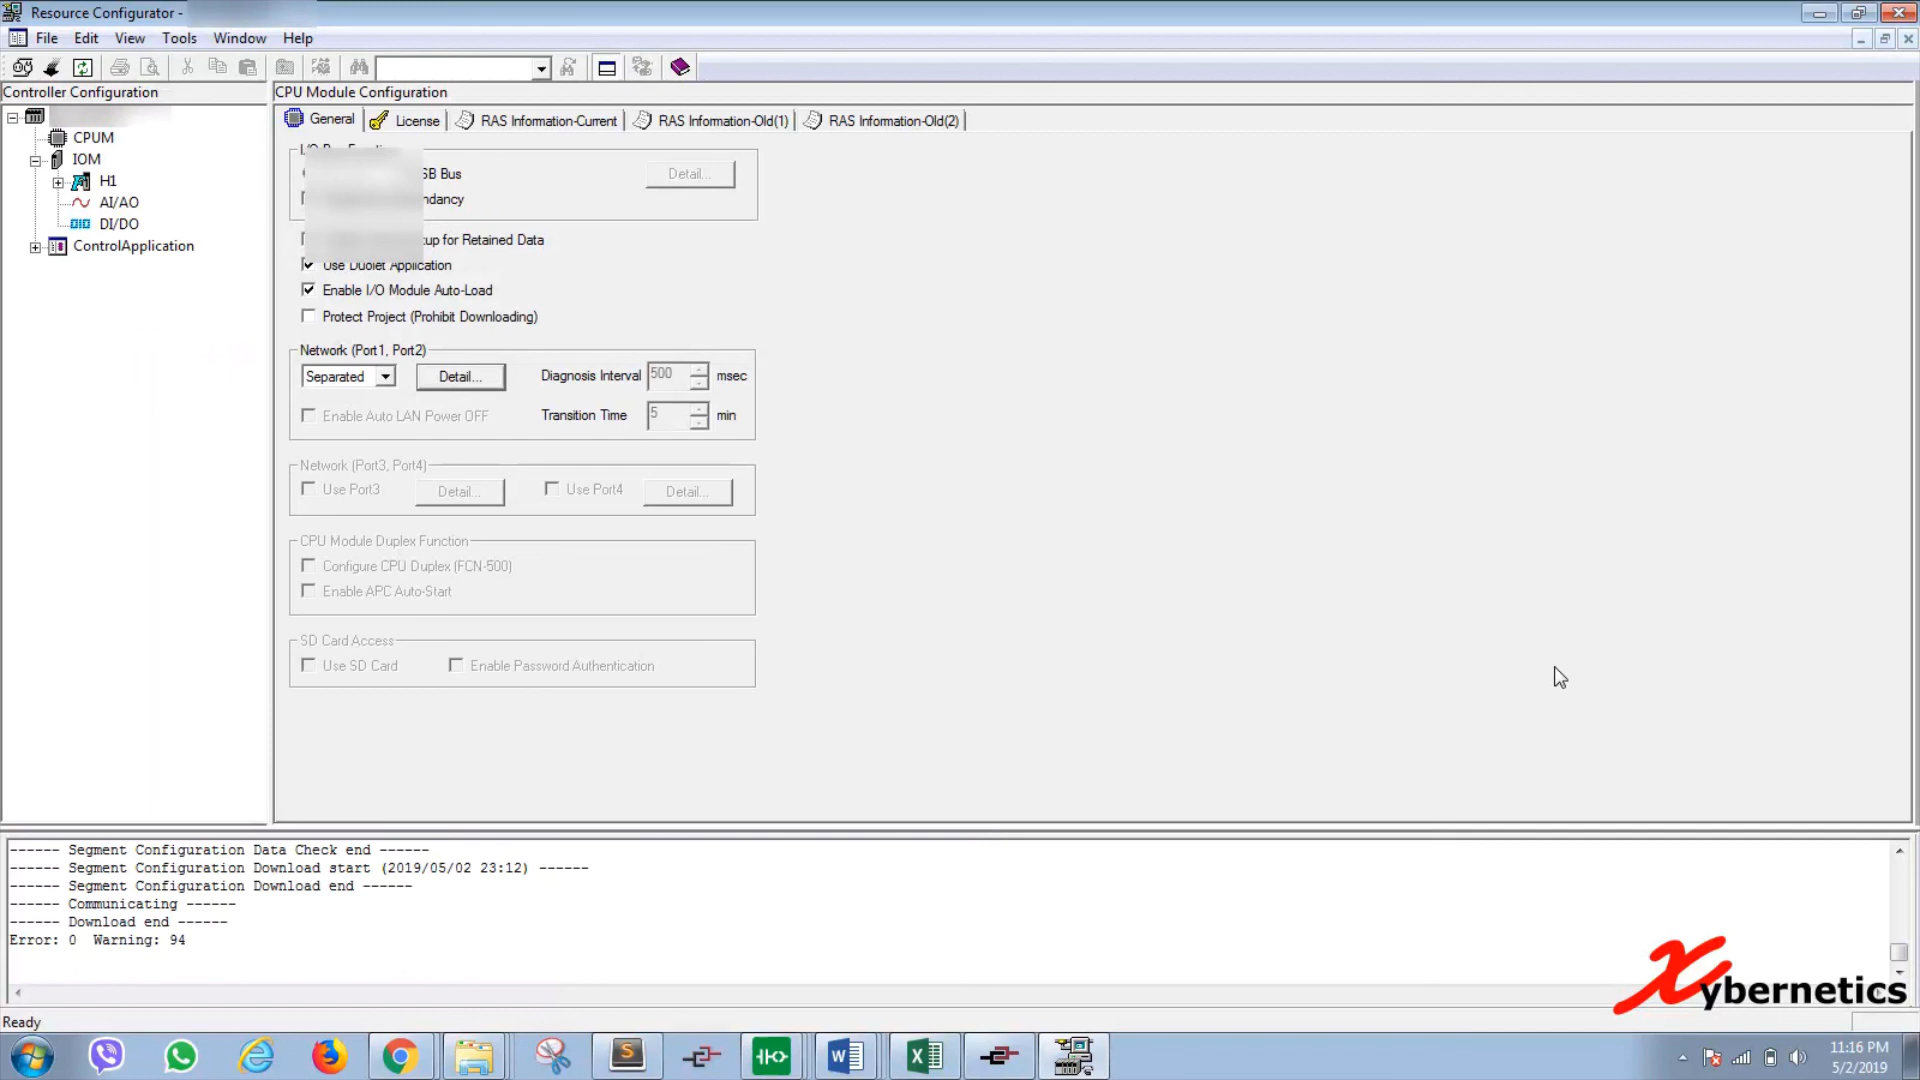 Resource Configurator -
File Edit View Tools Window Help
Controller Configuration
CPU Module Configuration
General License RAS Information-Current RAS Information-Old(1) RAS Information-Old(2)
CPUM
IOM
H1
AI/AO
DI/DO
ControlApplication
SB Bus
Detail...
ndancy
up for Retained Data
Use Duolet Application
Enable I/O Module Auto-Load
Protect Project (Prohibit Downloading)
Network (Port1, Port2)
Separated Detail... Diagnosis Interval 500 msec
Enable Auto LAN Power OFF Transition Time 5 min
Network (Port3, Port4)
Use Port3 Detail... Use Port4 Detail...
CPU Module Duplex Function
Configure CPU Duplex (FCN-500)
Enable APC Auto-Start
SD Card Access
Use SD Card Enable Password Authentication
------ Segment Configuration Data Check end ------
------ Segment Configuration Download start (2019/05/02 23:12) ------
------ Segment Configuration Download end ------
------ Communicating ------
------ Download end ------
Error: 0 Warning: 94
Xybernetics
Ready
11:16 PM
5/2/2019